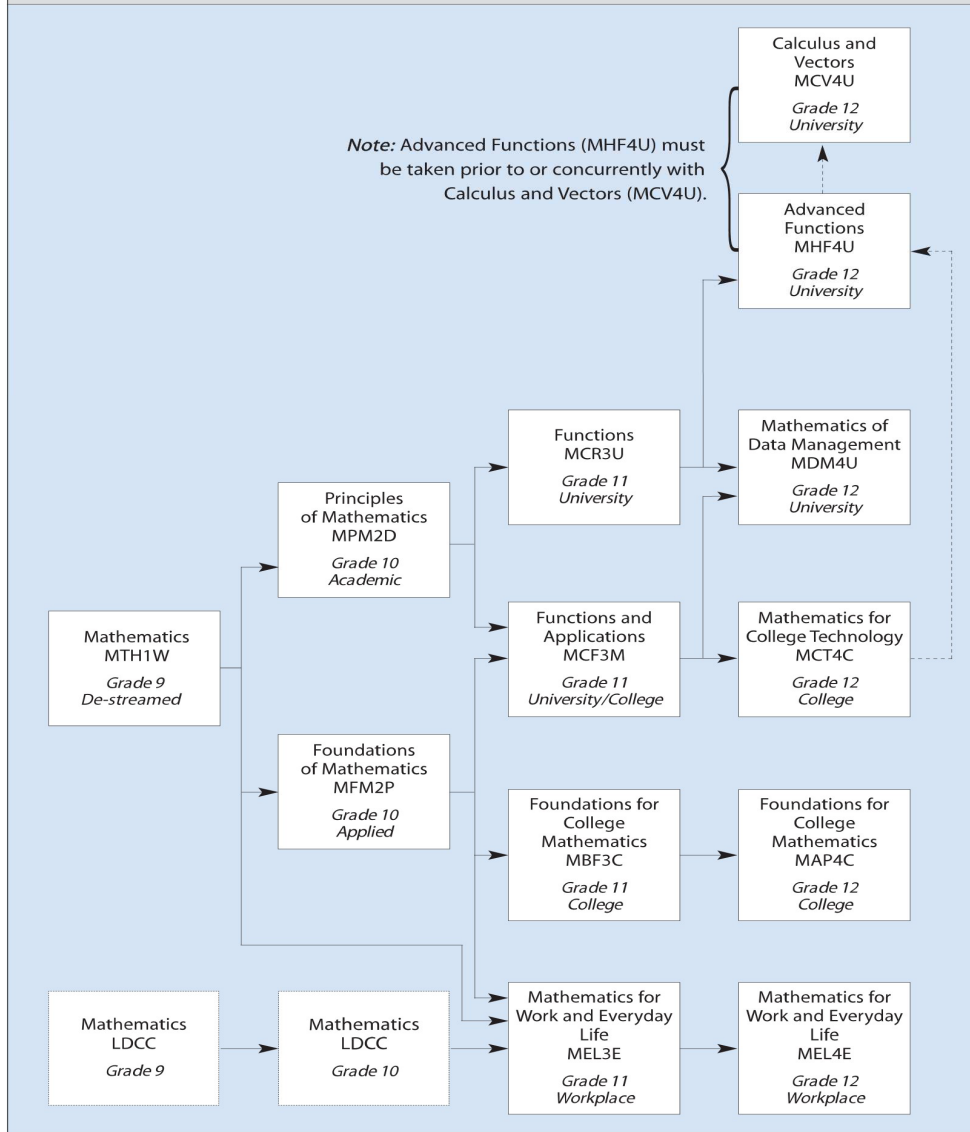 Calculus and
Vectors
MCV4U
Grade 12
University
Note: Advanced Functions (MHF4U) must
be taken prior to or concurrently with
Calculus and Vectors (MCV4U).
Advanced
Functions
MHF4U
Grade 12
University
Functions
MCR3U
Grade 11
University
Mathematics of
Data Management
MDM4U
Grade 12
University
Principles
of Mathematics
MPM2D
Grade 10
Academic
Mathematics
MTH1W
Grade 9
De-streamed
Functions and
Applications
MCF3M
Grade 11
University/College
Mathematics for
College Technology
MCT4C
Grade 12
College
Foundations
of Mathematics
MFM2P
Grade 10
Applied
Foundations for
College
Mathematics
MBF3C
Grade 11
College
Foundations for
College
Mathematics
MAP4C
Grade 12
College
Mathematics
LDCC
Grade 9
Mathematics
LDCC
Grade 10
Mathematics for
Work and Everyday
Life
MEL3E
Grade 11
Workplace
Mathematics for
Work and Everyday
Life
MEL4E
Grade 12
Workplace